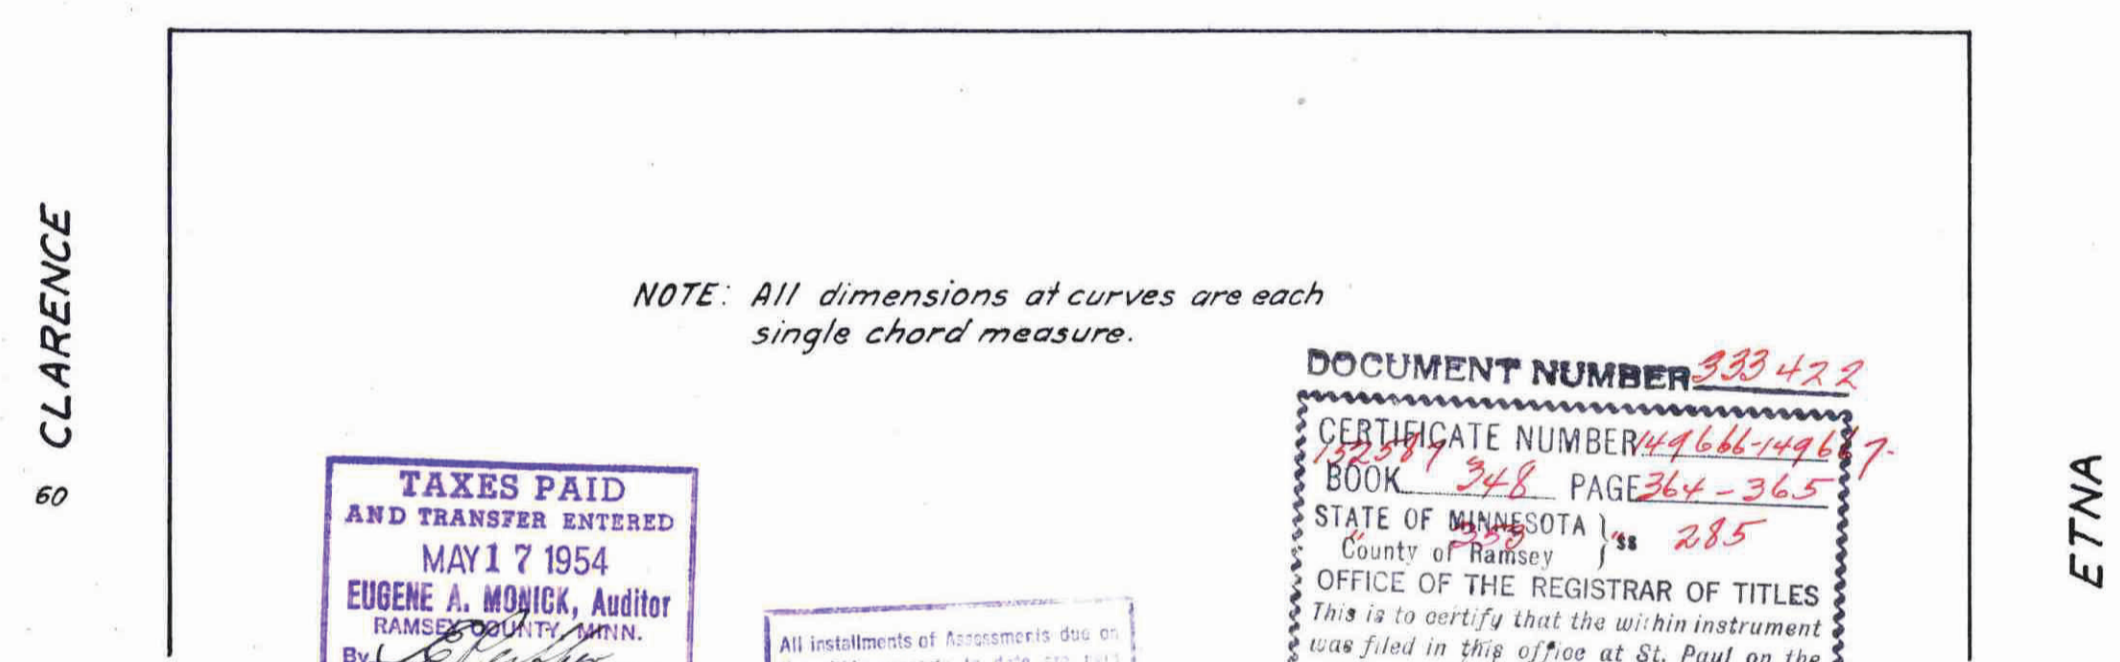 CLARENCE
60
NOTE: All dimensions at curves are each
single chord measure.
DOCUMENT NUMBER 333422
CERTIFICATE NUMBER 149666-149667-
152587
BOOK 348 PAGE 364-365
STATE OF MINNESOTA } ss 285
" 353 "
County of Ramsey
OFFICE OF THE REGISTRAR OF TITLES
This is to certify that the within instrument
was filed in this office at St. Paul on the
TAXES PAID
AND TRANSFER ENTERED
MAY 17 1954
EUGENE A. MONICK, Auditor
RAMSEY COUNTY, MINN.
By
All installments of Assessments due on
ETNA